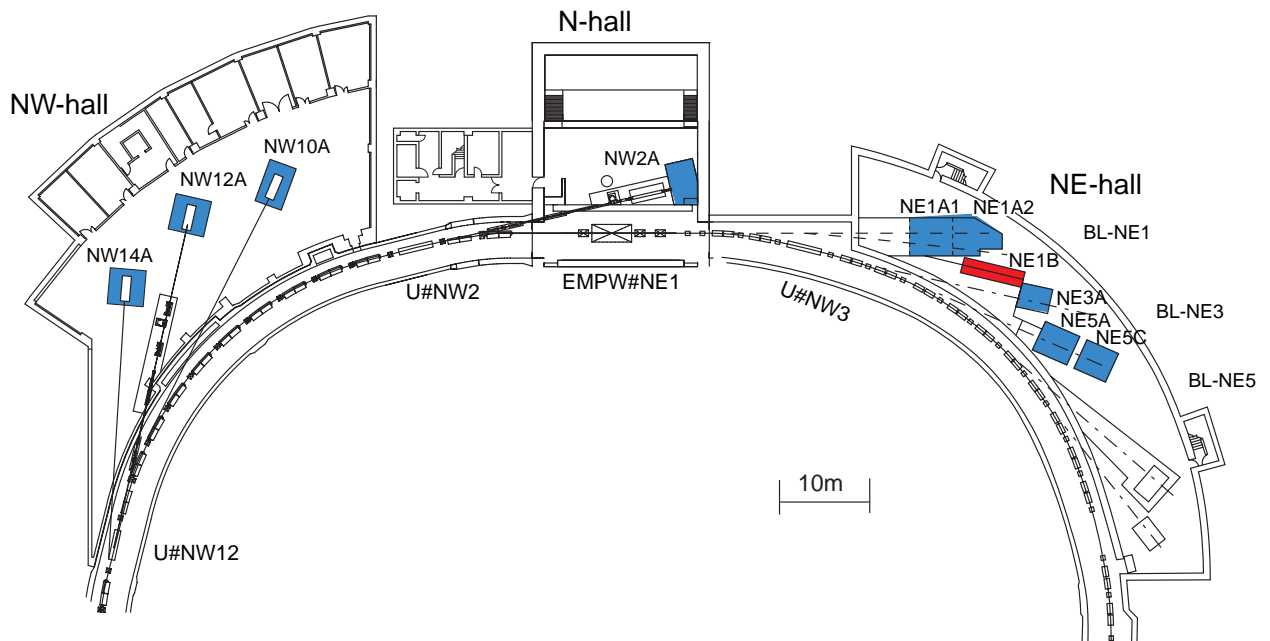 N-hall
NW-hall
NW10A
NW2A
NW12A
NE-hall
NE1A1
NE1A2
BL-NE1
NW14A
NE1B
U#NW2
EMPW#NE1
U#NW3
NE3A
BL-NE3
NE5A
NE5C
BL-NE5
10m
U#NW12